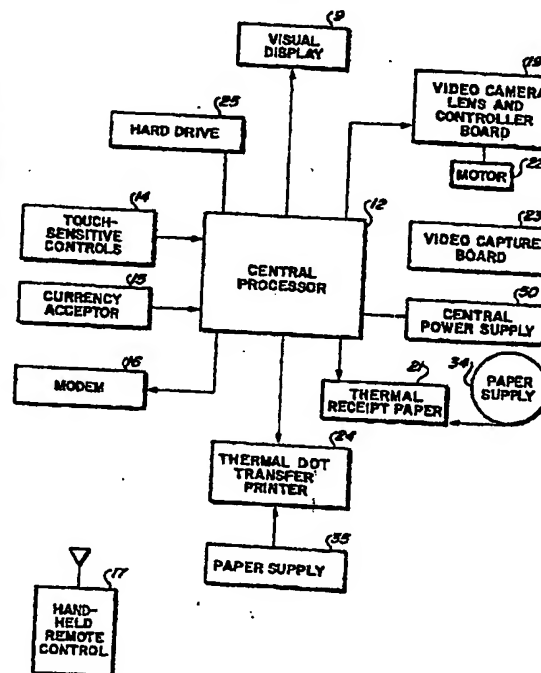 9
VISUAL
DISPLAY
19
VIDEO CAMERA
LENS AND
CONTROLLER
BOARD
25
HARD DRIVE
MOTOR
22
14
TOUCH-
SENSITIVE
CONTROLS
12
CENTRAL
PROCESSOR
23
VIDEO CAPTURE
BOARD
15
CURRENCY
ACCEPTOR
50
CENTRAL
POWER SUPPLY
16
MODEM
34
PAPER
SUPPLY
21
THERMAL
RECEIPT PAPER
24
THERMAL DOT
TRANSFER
PRINTER
35
PAPER SUPPLY
17
HAND-
HELD
REMOTE
CONTROL